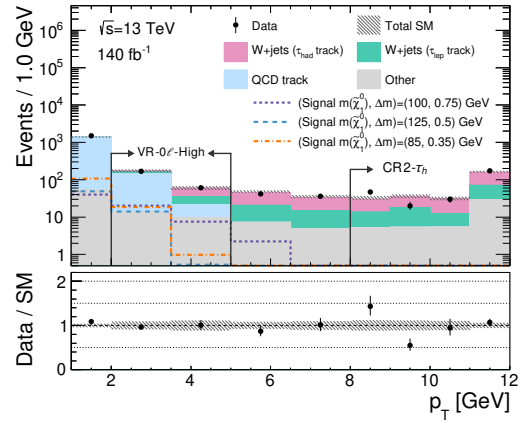 √s=13 TeV
140 fb⁻¹
Data
Total SM
W+jets (τhad track)
W+jets (τlep track)
QCD track
Other
(Signal m(χ̃⁰₁), Δm)=(100, 0.75) GeV
(Signal m(χ̃⁰₁), Δm)=(125, 0.5) GeV
(Signal m(χ̃⁰₁), Δm)=(85, 0.35) GeV
VR-0ℓ-High
CR2-τh
Events / 1.0 GeV
10⁶
10⁵
10⁴
10³
10²
10
1
Data / SM
2
1
0
2 4 6 8 10 12
pT [GeV]